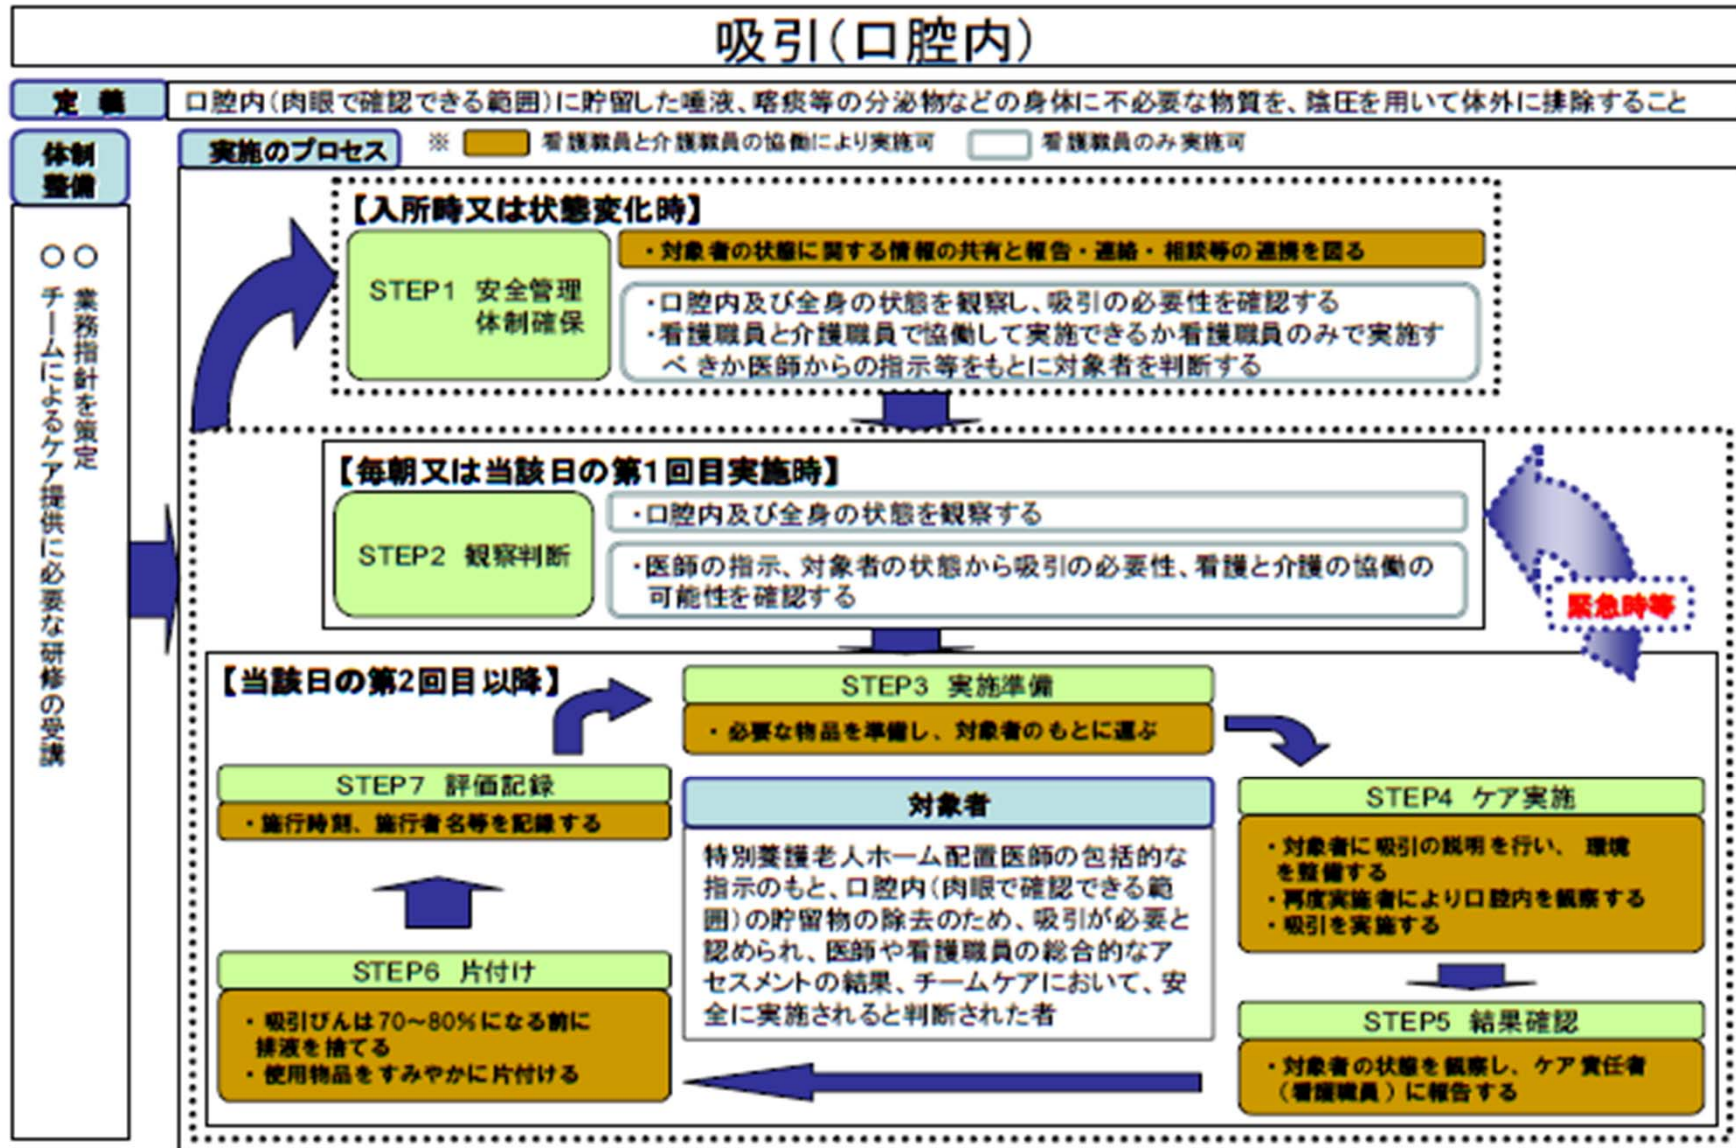 吸引（口腔内）
定 義
口腔内（肉眼で確認できる範囲）に貯留した唾液、喀痰等の分泌物などの身体に不必要な物質を、陰圧を用いて体外に排除すること
体制
整備
○ 業務指針を策定
○ チームによるケア提供に必要な研修の受講
実施のプロセス
※
看護職員と介護職員の協働により実施可
看護職員のみ実施可
【入所時又は状態変化時】
STEP1 安全管理
体制確保
・対象者の状態に関する情報の共有と報告・連絡・相談等の連携を図る
・口腔内及び全身の状態を観察し、吸引の必要性を確認する
・看護職員と介護職員で協働して実施できるか看護職員のみで実施す
べきか医師からの指示等をもとに対象者を判断する
【毎朝又は当該日の第1回目実施時】
STEP2 観察判断
・口腔内及び全身の状態を観察する
・医師の指示、対象者の状態から吸引の必要性、看護と介護の協働の
可能性を確認する
緊急時等
【当該日の第2回目以降】
STEP3 実施準備
・必要な物品を準備し、対象者のもとに運ぶ
STEP4 ケア実施
・対象者に吸引の説明を行い、環境
を整備する
・再度実施者により口腔内を観察する
・吸引を実施する
STEP5 結果確認
・対象者の状態を観察し、ケア責任者
（看護職員）に報告する
STEP6 片付け
・吸引びんは70～80%になる前に
排液を捨てる
・使用物品をすみやかに片付ける
STEP7 評価記録
・施行時刻、施行者名等を記録する
対象者
特別養護老人ホーム配置医師の包括的な
指示のもと、口腔内（肉眼で確認できる範
囲）の貯留物の除去のため、吸引が必要と
認められ、医師や看護職員の総合的なア
セスメントの結果、チームケアにおいて、安
全に実施されると判断された者